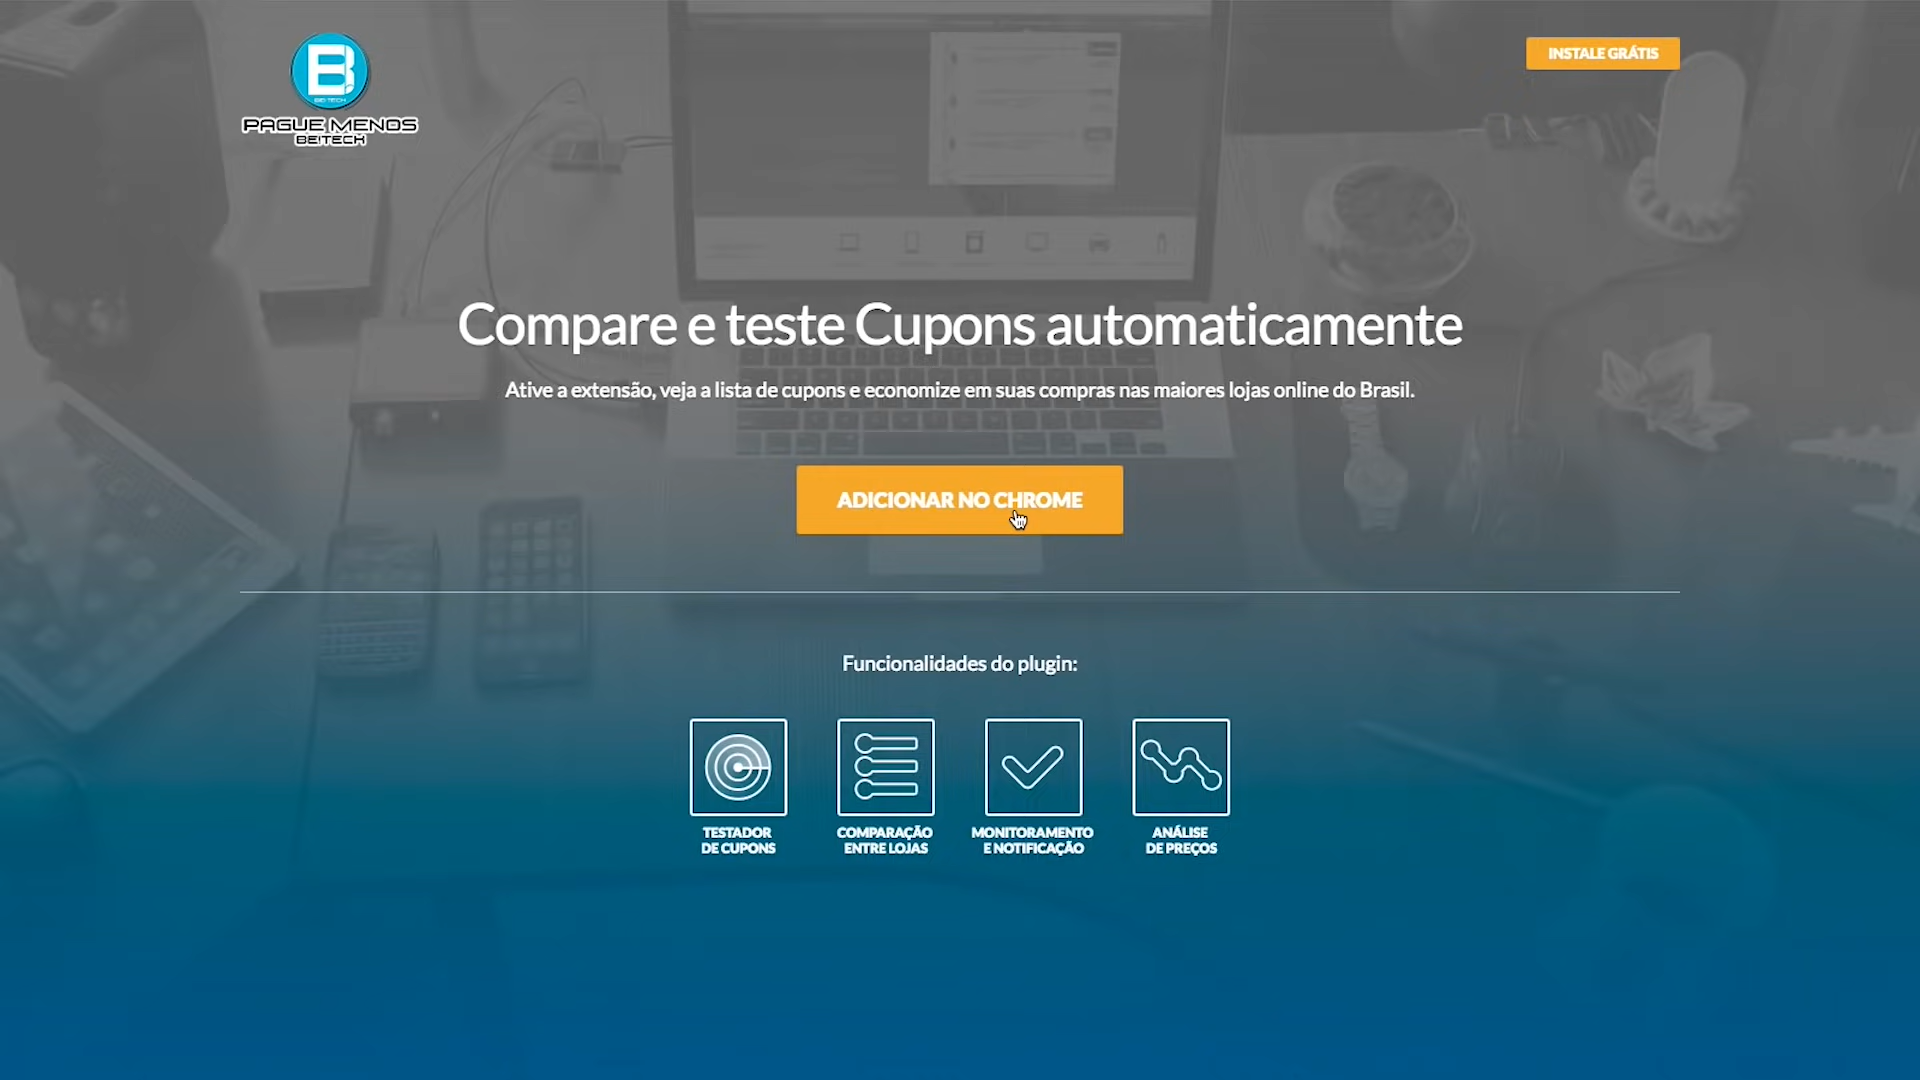 B
BEI TECH
PAGUE MENOS
BEITECH
INSTALE GRÁTIS
Compare e teste Cupons automaticamente
Ative a extensão, veja a lista de cupons e economize em suas compras nas maiores lojas online do Brasil.
ADICIONAR NO CHROME
Funcionalidades do plugin:
TESTADOR
DE CUPONS
COMPARAÇÃO
ENTRE LOJAS
MONITORAMENTO
E NOTIFICAÇÃO
ANÁLISE
DE PREÇOS